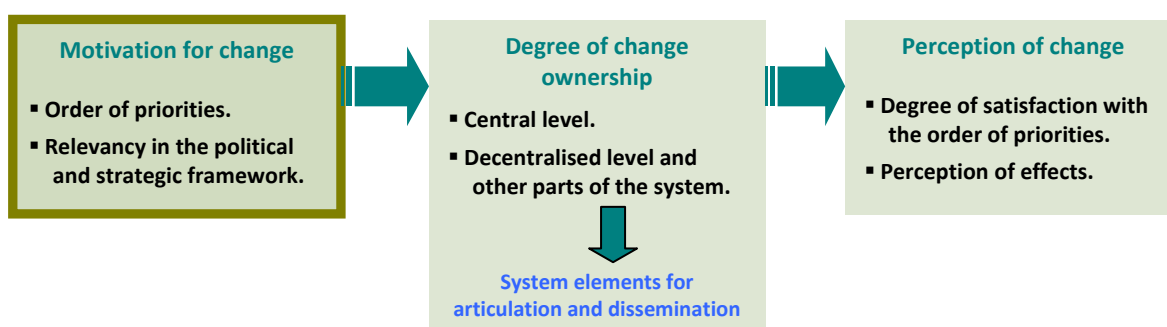 Motivation for change
▪ Order of priorities.
▪ Relevancy in the political
and strategic framework.
Degree of change
ownership
▪ Central level.
▪ Decentralised level and
other parts of the system.
System elements for
articulation and dissemination
Perception of change
▪ Degree of satisfaction with
the order of priorities.
▪ Perception of effects.